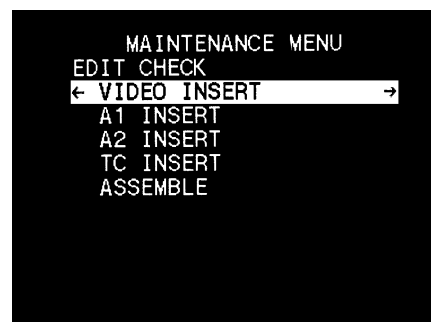 MAINTENANCE MENU
EDIT CHECK
← VIDEO INSERT →
A1 INSERT
A2 INSERT
TC INSERT
ASSEMBLE